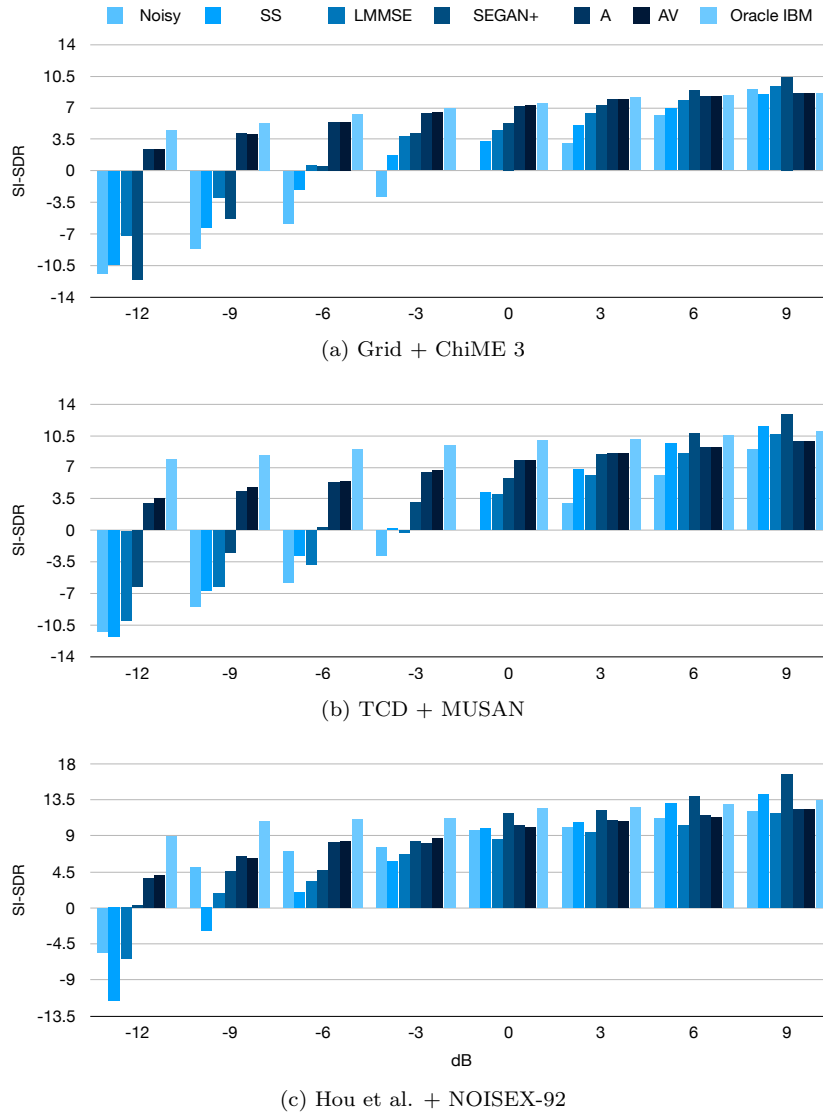 Noisy SS LMMSE SEGAN+ A AV Oracle IBM
14
10.5
7
3.5
0
-3.5
-7
-10.5
-14
SI-SDR
-12 -9 -6 -3 0 3 6 9
(a) Grid + ChiME 3
14
10.5
7
3.5
0
-3.5
-7
-10.5
-14
SI-SDR
-12 -9 -6 -3 0 3 6 9
(b) TCD + MUSAN
18
13.5
9
4.5
0
-4.5
-9
-13.5
SI-SDR
-12 -9 -6 -3 0 3 6 9
dB
(c) Hou et al. + NOISEX-92